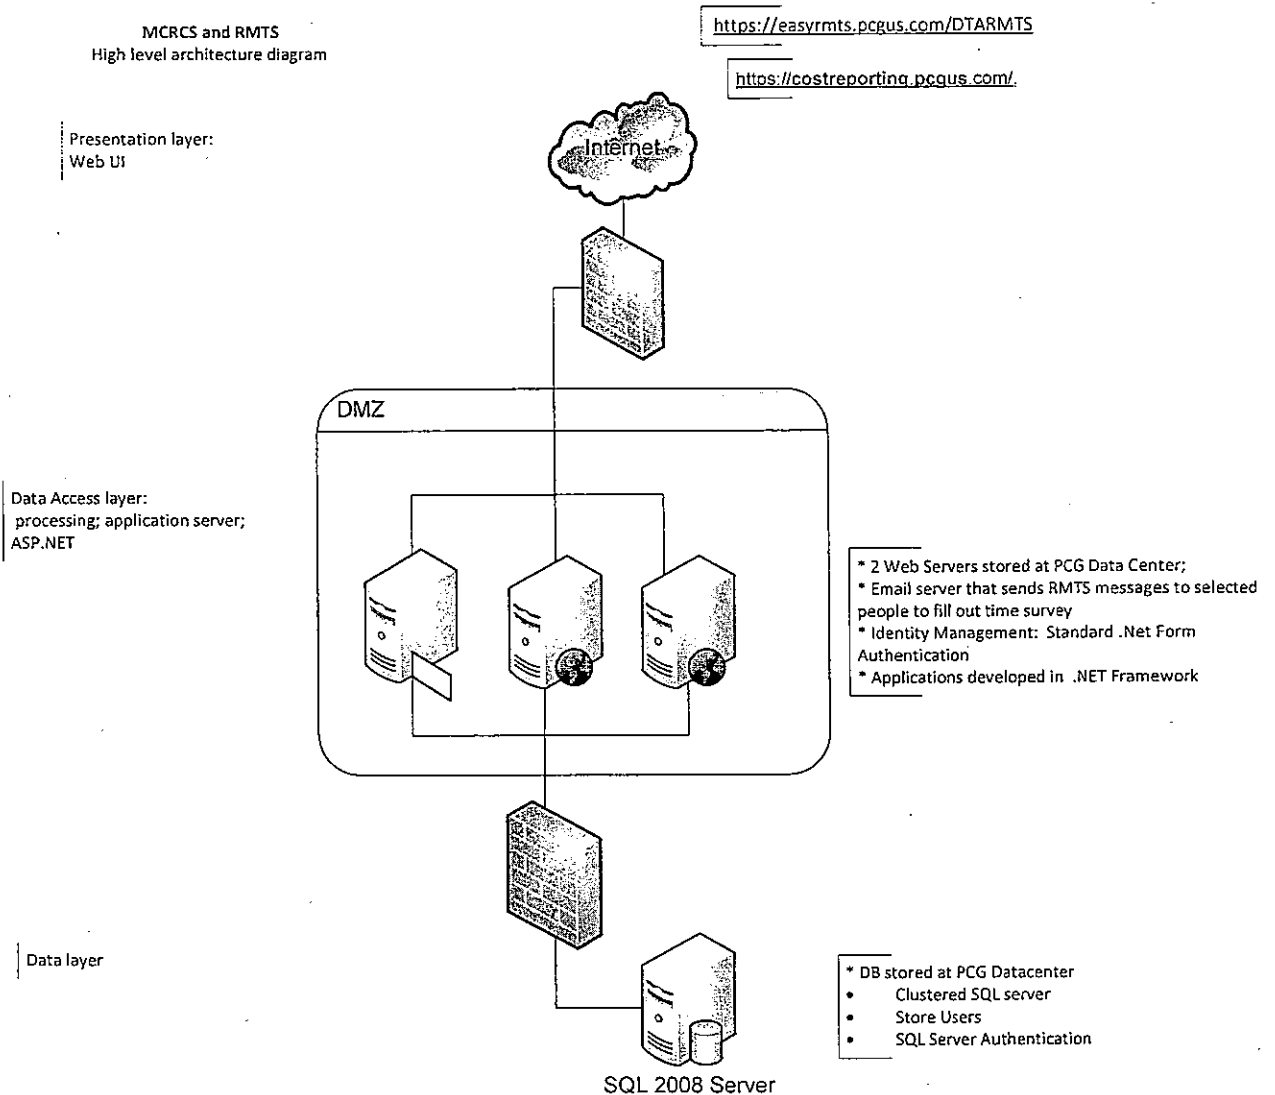 MCRCS and RMTS
High level architecture diagram
https://easyrmts.pcgus.com/DTARMTS
https://costreporting.pcgus.com/.
Presentation layer:
Web UI
Internet
DMZ
Data Access layer:
processing; application server;
ASP.NET
* 2 Web Servers stored at PCG Data Center;
* Email server that sends RMTS messages to selected
people to fill out time survey
* Identity Management: Standard .Net Form
Authentication
* Applications developed in .NET Framework
Data layer
* DB stored at PCG Datacenter
• Clustered SQL server
• Store Users
• SQL Server Authentication
SQL 2008 Server